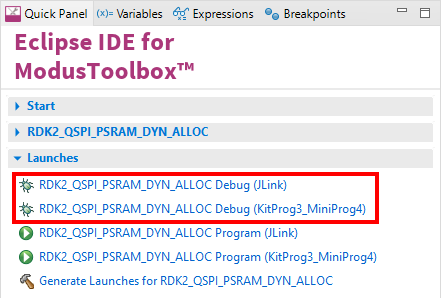 Quick Panel (x)= Variables Expressions Breakpoints
Eclipse IDE for
ModusToolbox™
Start
RDK2_QSPI_PSRAM_DYN_ALLOC
Launches
RDK2_QSPI_PSRAM_DYN_ALLOC Debug (JLink)
RDK2_QSPI_PSRAM_DYN_ALLOC Debug (KitProg3_MiniProg4)
RDK2_QSPI_PSRAM_DYN_ALLOC Program (JLink)
RDK2_QSPI_PSRAM_DYN_ALLOC Program (KitProg3_MiniProg4)
Generate Launches for RDK2_QSPI_PSRAM_DYN_ALLOC